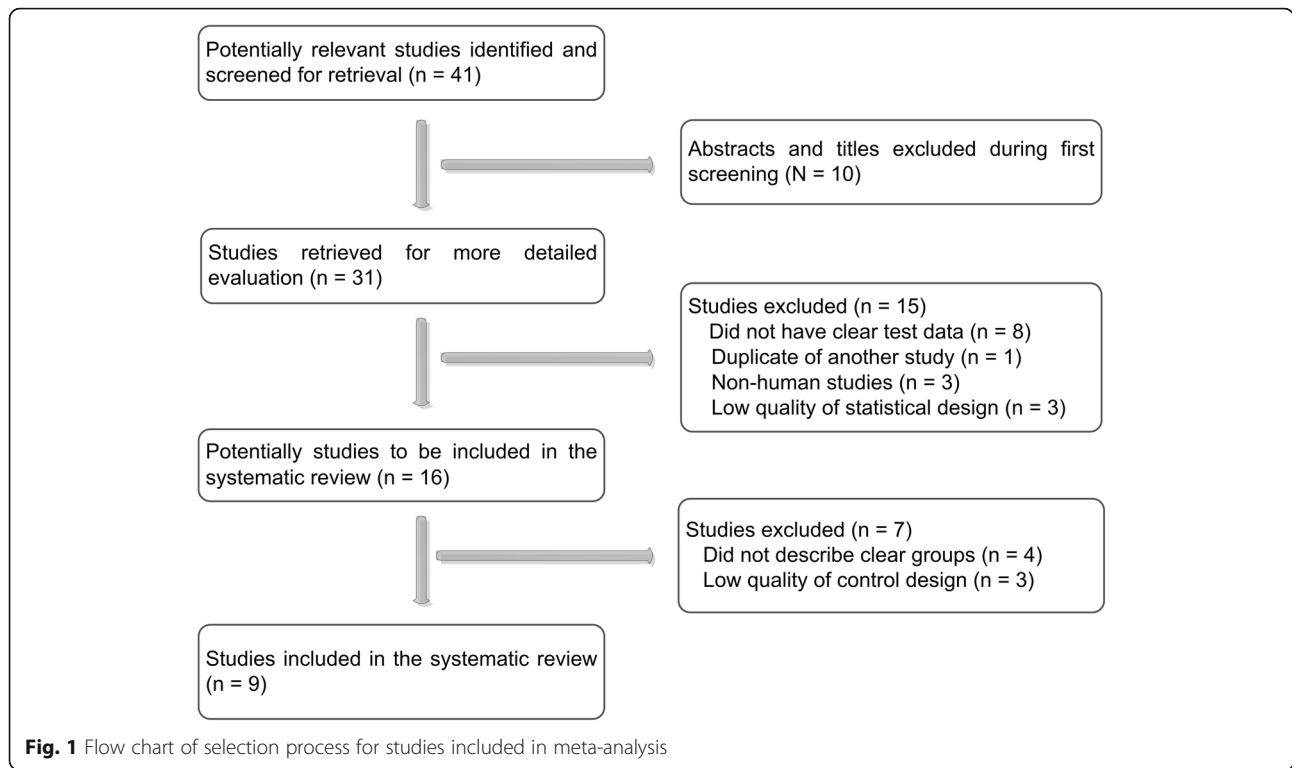 Potentially relevant studies identified and
screened for retrieval (n = 41)
Abstracts and titles excluded during first
screening (N = 10)
Studies retrieved for more detailed
evaluation (n = 31)
Studies excluded (n = 15)
Did not have clear test data (n = 8)
Duplicate of another study (n = 1)
Non-human studies (n = 3)
Low quality of statistical design (n = 3)
Potentially studies to be included in the
systematic review (n = 16)
Studies excluded (n = 7)
Did not describe clear groups (n = 4)
Low quality of control design (n = 3)
Studies included in the systematic review
(n = 9)
Fig. 1 Flow chart of selection process for studies included in meta-analysis